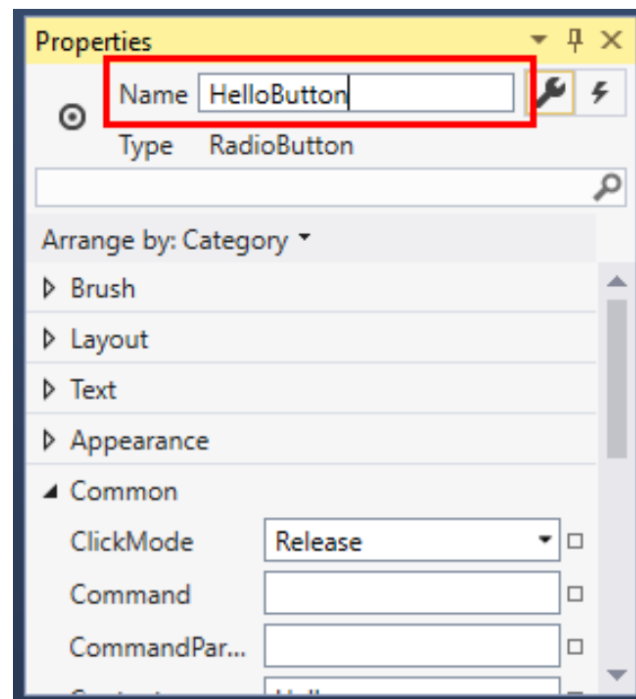 Properties
Name HelloButton
Type RadioButton
Arrange by: Category
Brush
Layout
Text
Appearance
Common
ClickMode Release
Command
CommandPar...